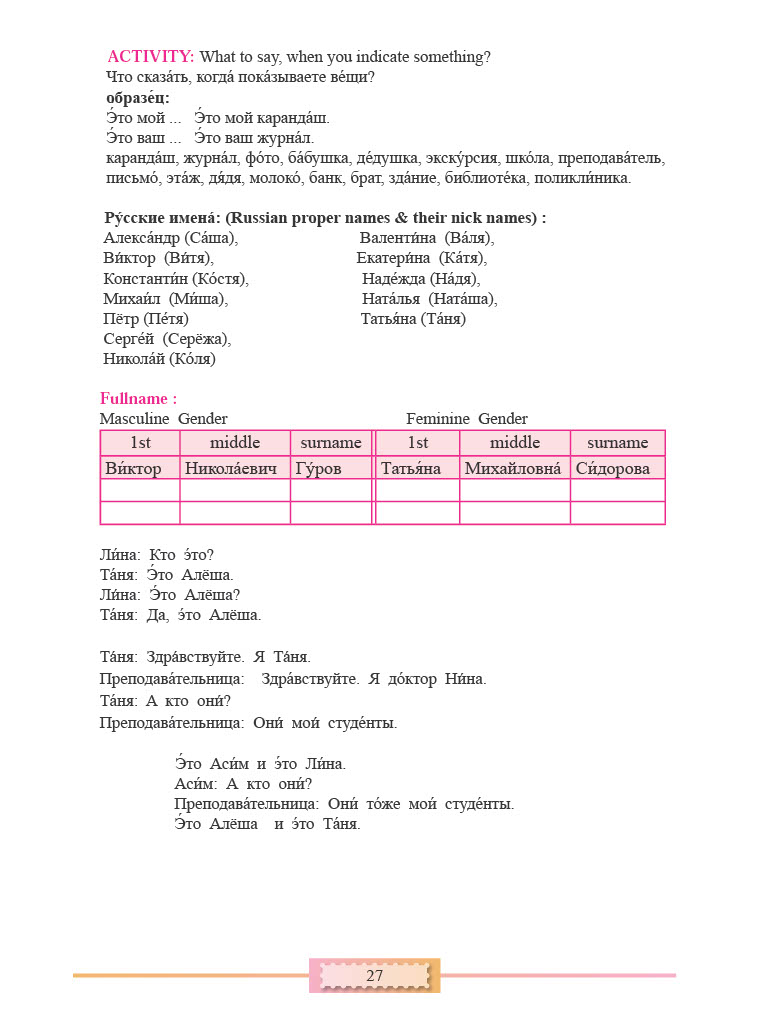 ACTIVITY: What to say, when you indicate something?
Что сказа́ть, когда́ пока́зываете ве́щи?
образе́ц:
Э́то мой ... Э́то мой каранда́ш.
Э́то ваш ... Э́то ваш журна́л.
каранда́ш, журна́л, фо́то, ба́бушка, де́душка, экску́рсия, шко́ла, преподава́тель,
письмо́, эта́ж, дя́дя, молоко́, банк, брат, зда́ние, библиоте́ка, поликли́ника.
Ру́сские имена́: (Russian proper names & their nick names) :
Алекса́ндр (Са́ша), Валенти́на (Ва́ля),
Ви́ктор (Ви́тя), Екатери́на (Ка́тя),
Константи́н (Ко́стя), Наде́жда (На́дя),
Михаи́л (Ми́ша), Ната́лья (Ната́ша),
Пётр (Пе́тя) Татья́на (Та́ня)
Серге́й (Серёжа),
Никола́й (Ко́ля)
Fullname :
Masculine Gender Feminine Gender
1st middle surname 1st middle surname
Ви́ктор Никола́евич Гу́ров Татья́на Михайловна́ Си́дорова
Ли́на: Кто э́то?
Та́ня: Э́то Алёша.
Ли́на: Э́то Алёша?
Та́ня: Да, э́то Алёша.
Та́ня: Здра́вствуйте. Я Та́ня.
Преподава́тельница: Здра́вствуйте. Я до́ктор Ни́на.
Та́ня: А кто они́?
Преподава́тельница: Они́ мои́ студе́нты.
Э́то Аси́м и э́то Ли́на.
Аси́м: А кто они́?
Преподава́тельница: Они́ то́же мои́ студе́нты.
Э́то Алёша и э́то Та́ня.
27